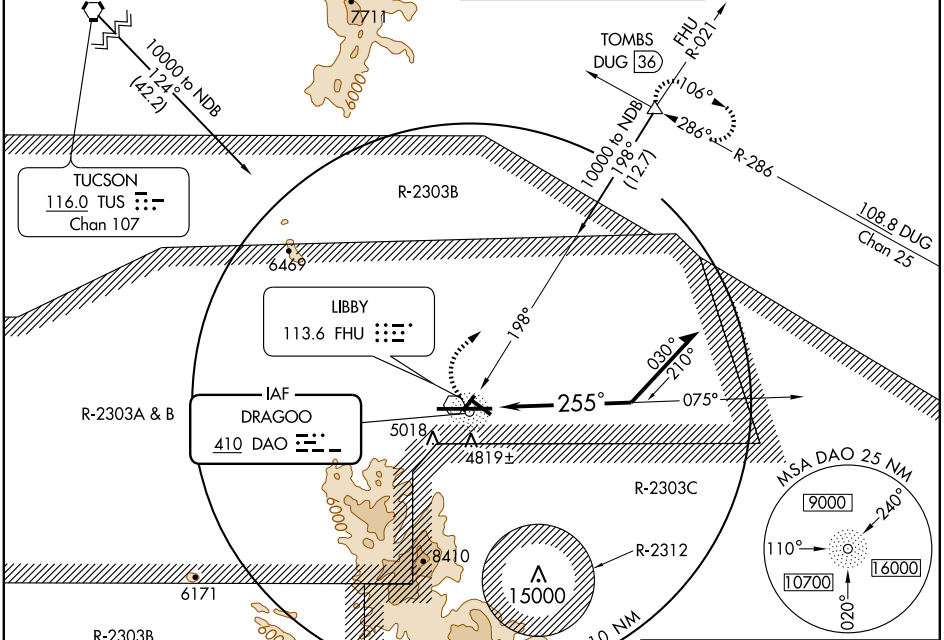 7711
6000
10000 to NDB
124°
(42.2)
TUCSON
116.0 TUS
Chan 107
TOMBS
DUG 36
FHU
R-021
106°
286°
R-286
108.8 DUG
Chan 25
10000 to NDB
198°
(12.7)
R-2303B
6469
LIBBY
113.6 FHU
198°
030°
210°
255°
075°
R-2303A & B
IAF
DRAGOO
410 DAO
5018
4819±
R-2303C
6000
8410
R-2312
15000
6171
R-2303B
600
10 NM
MSA DAO 25 NM
9000
240°
110°
10700
16000
020°